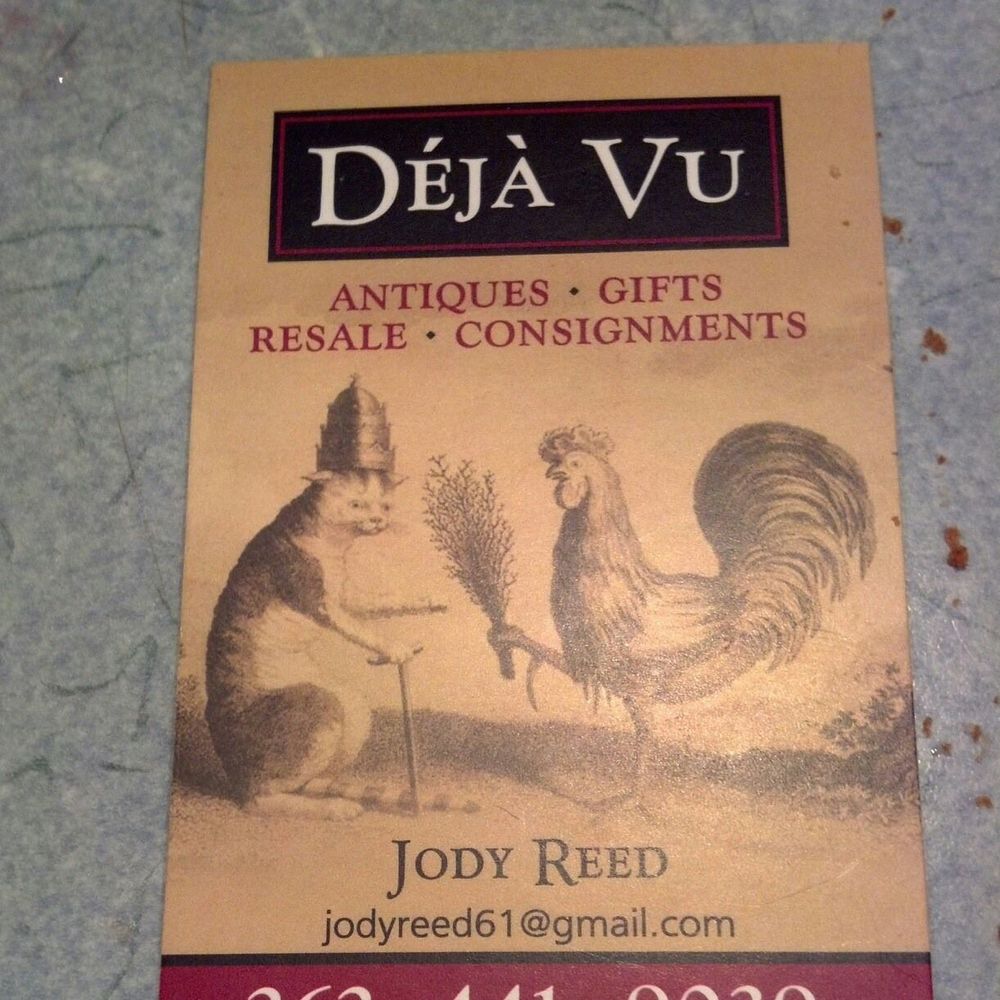 DÉJÀ VU
ANTIQUES • GIFTS
RESALE • CONSIGNMENTS
JODY REED
jodyreed61@gmail.com